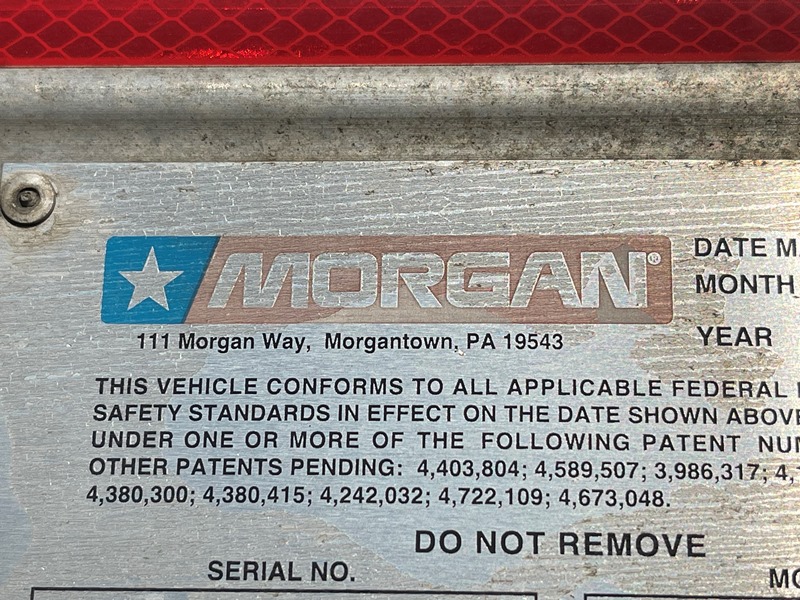 MORGAN®
111 Morgan Way, Morgantown, PA 19543
DATE M
MONTH
YEAR
THIS VEHICLE CONFORMS TO ALL APPLICABLE FEDERAL
SAFETY STANDARDS IN EFFECT ON THE DATE SHOWN ABOVE
UNDER ONE OR MORE OF THE FOLLOWING PATENT NUM
OTHER PATENTS PENDING: 4,403,804; 4,589,507; 3,986,317; 4,
4,380,300; 4,380,415; 4,242,032; 4,722,109; 4,673,048.
DO NOT REMOVE
SERIAL NO.
MO